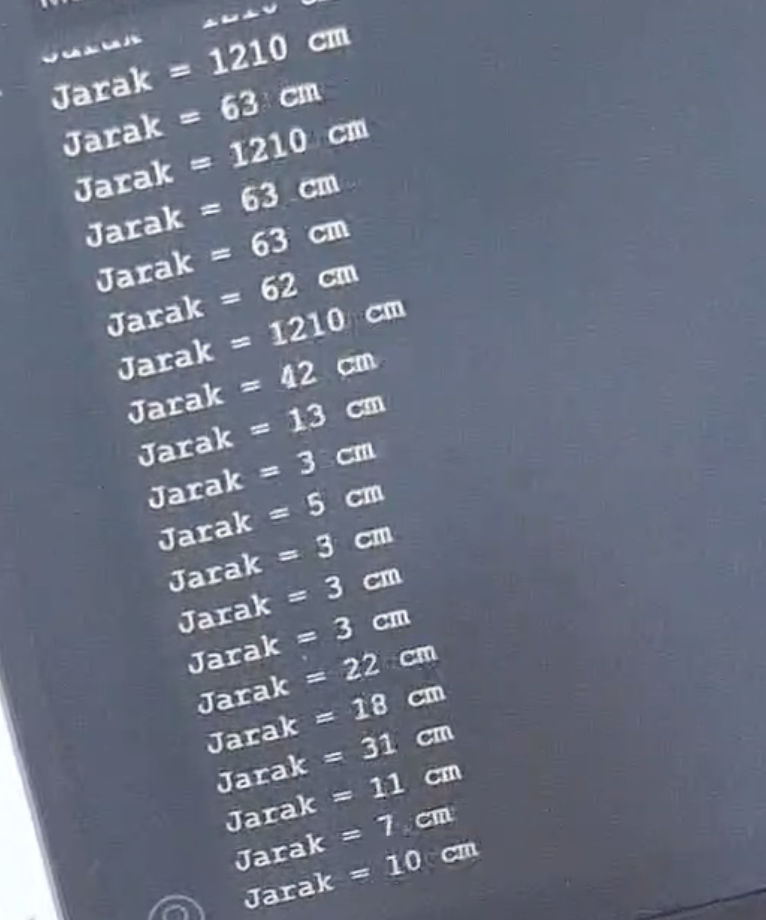 Jarak = 1210 cm
Jarak = 63 cm
Jarak = 1210 cm
Jarak = 63 cm
Jarak = 63 cm
Jarak = 62 cm
Jarak = 1210 cm
Jarak = 42 cm
Jarak = 13 cm
Jarak = 3 cm
Jarak = 5 cm
Jarak = 3 cm
Jarak = 3 cm
Jarak = 3 cm
Jarak = 22 cm
Jarak = 18 cm
Jarak = 31 cm
Jarak = 11 cm
Jarak = 7 cm
Jarak = 10 cm